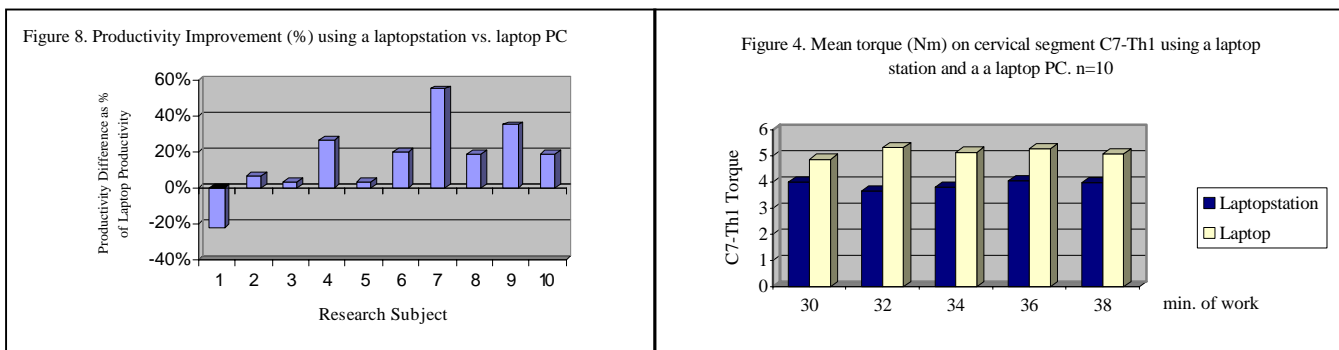 Figure 8. Productivity Improvement (%) using a laptopstation vs. laptop PC
Productivity Difference as %
of Laptop Productivity
60%
40%
20%
0%
-20%
-40%
1 2 3 4 5 6 7 8 9 10
Research Subject
Figure 4. Mean torque (Nm) on cervical segment C7-Th1 using a laptop
station and a a laptop PC. n=10
C7-Th1 Torque
6
5
4
3
2
1
0
30 32 34 36 38 min. of work
Laptopstation
Laptop